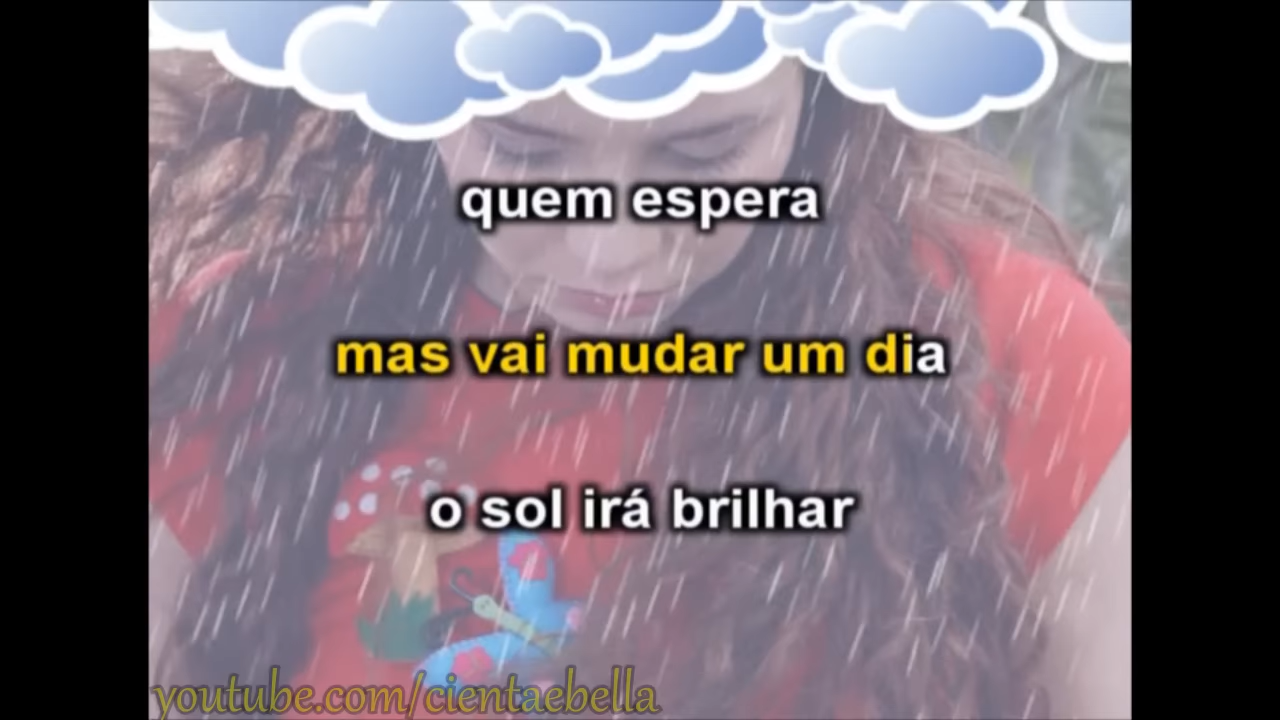 quem espera
mas vai mudar um dia
o sol irá brilhar
youtube.com/cientaebella